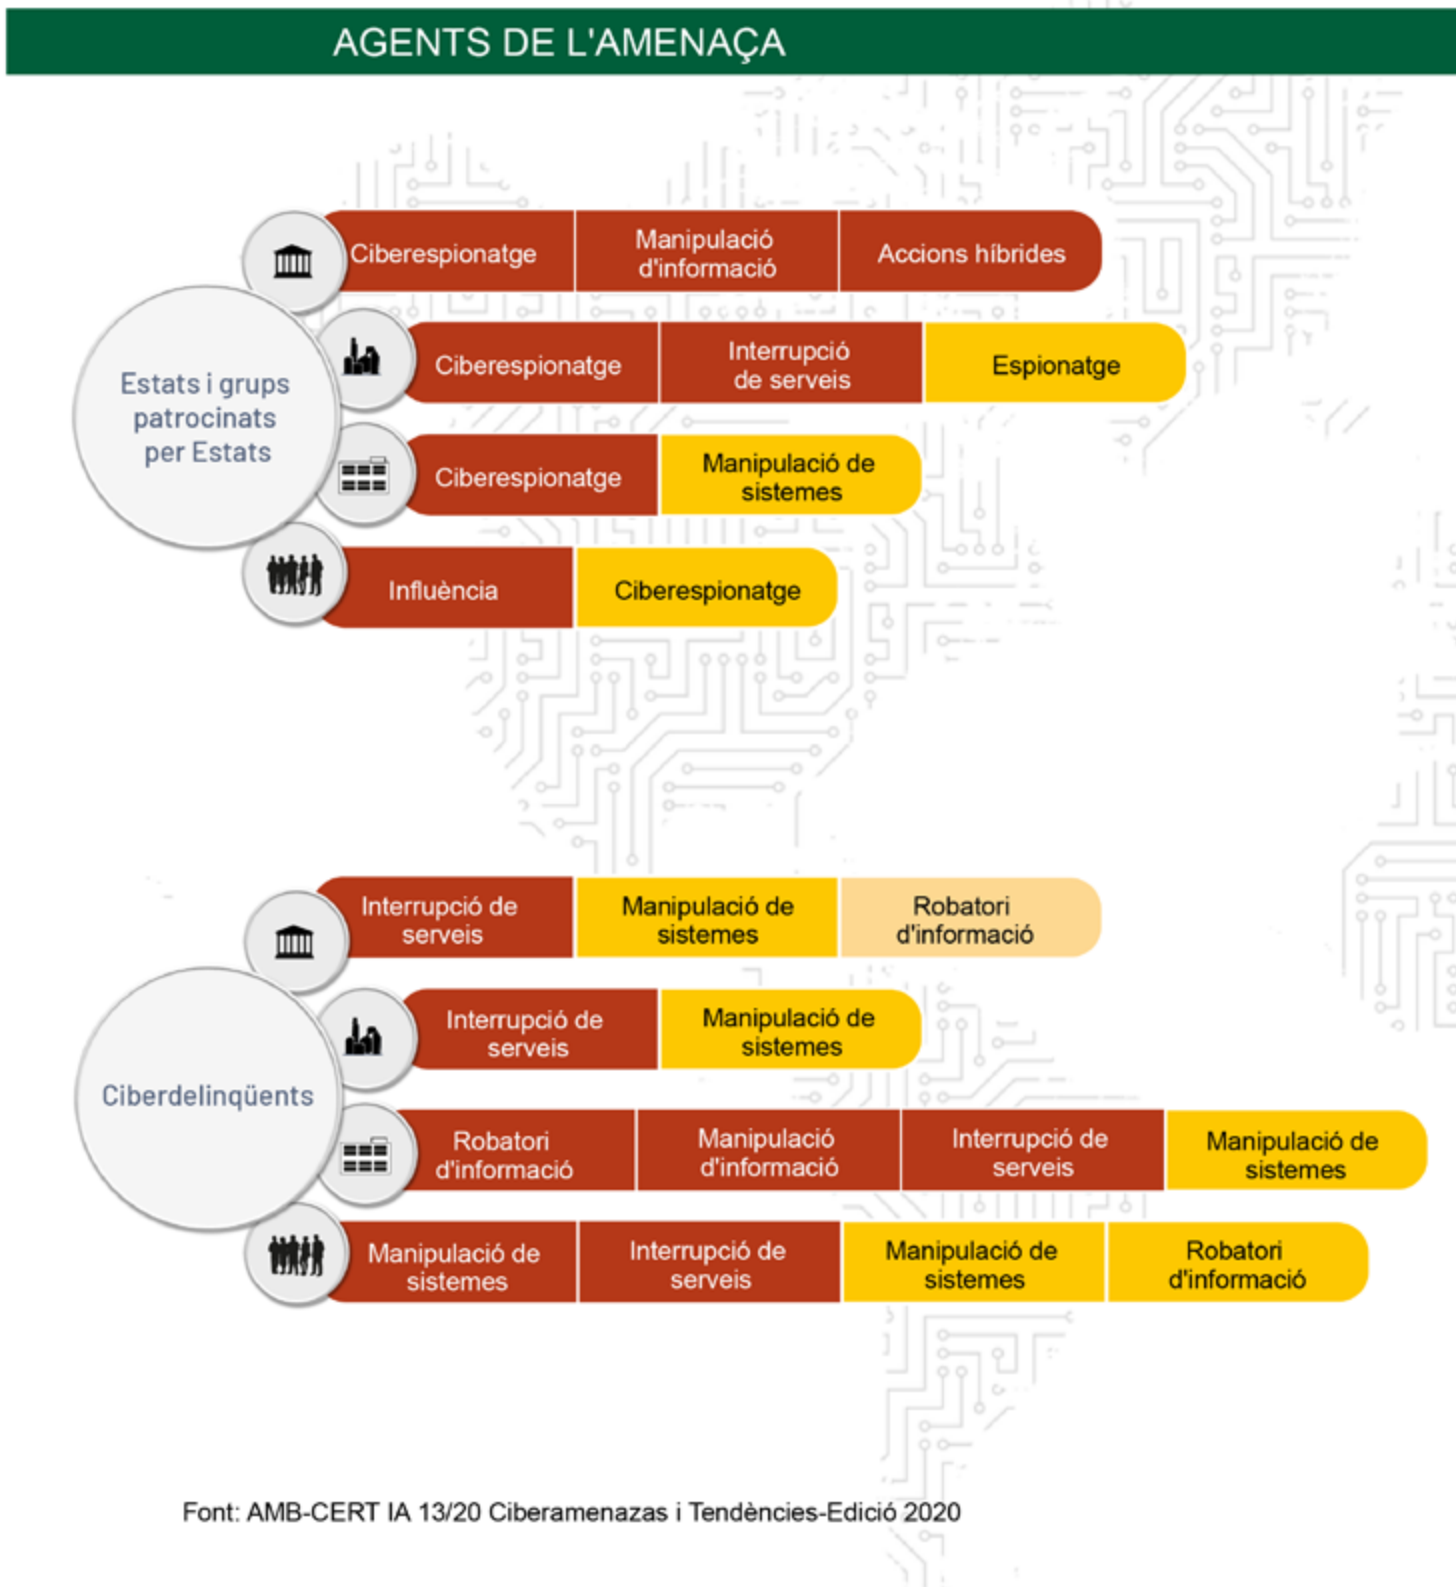 AGENTS DE L'AMENAÇA
Ciberespionatge
Manipulació
d'informació
Accions híbrides
Estats i grups
patrocinats
per Estats
Ciberespionatge
Interrupció
de serveis
Espionatge
Ciberespionatge
Manipulació de
sistemes
Influència
Ciberespionatge
Interrupció de
serveis
Manipulació de
sistemes
Robatori
d'informació
Ciberdelinqüents
Interrupció de
serveis
Manipulació de
sistemes
Robatori
d'informació
Manipulació
d'informació
Interrupció de
serveis
Manipulació de
sistemes
Manipulació de
sistemes
Interrupció de
serveis
Manipulació de
sistemes
Robatori
d'informació
Font: AMB-CERT IA 13/20 Ciberamenazas i Tendències-Edició 2020